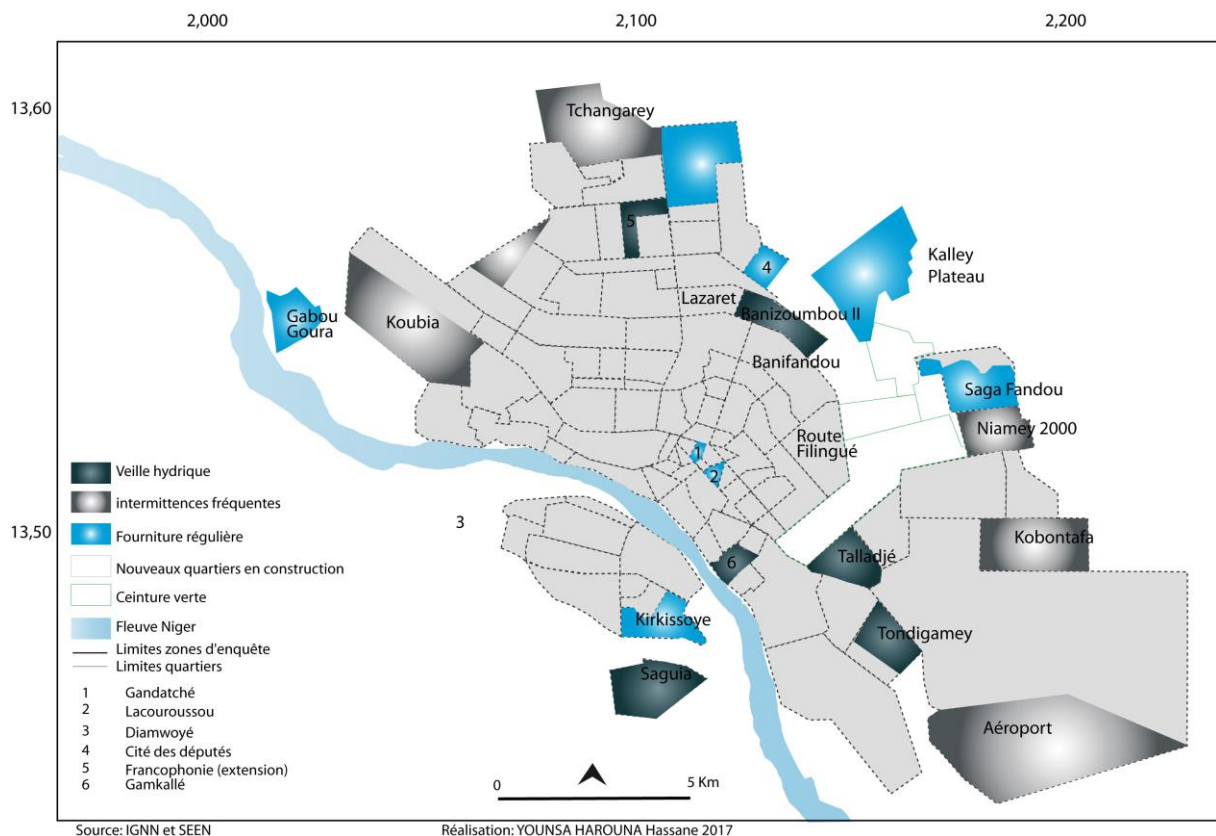 2,000
2,100
2,200
13,60
Tchangarey
5
4
Kalley
Plateau
Lazaret
Banizoumbou II
Gabou
Goura
Koubia
Banifandou
Saga Fandou
Niamey 2000
Route
Filingué
1
2
3
13,50
Kobontafa
Talladjé
6
Kirkissoye
Tondigamey
Saguia
Aéroport
Veille hydrique
intermittences fréquentes
Fourniture régulière
Nouveaux quartiers en construction
Ceinture verte
Fleuve Niger
Limites zones d'enquête
Limites quartiers
1 Gandatché
2 Lacouroussou
3 Diamwoyé
4 Cité des députés
5 Francophonie (extension)
6 Gamkallé
0 5 Km
Source: IGNN et SEEN Réalisation: YOUNSA HAROUNA Hassane 2017